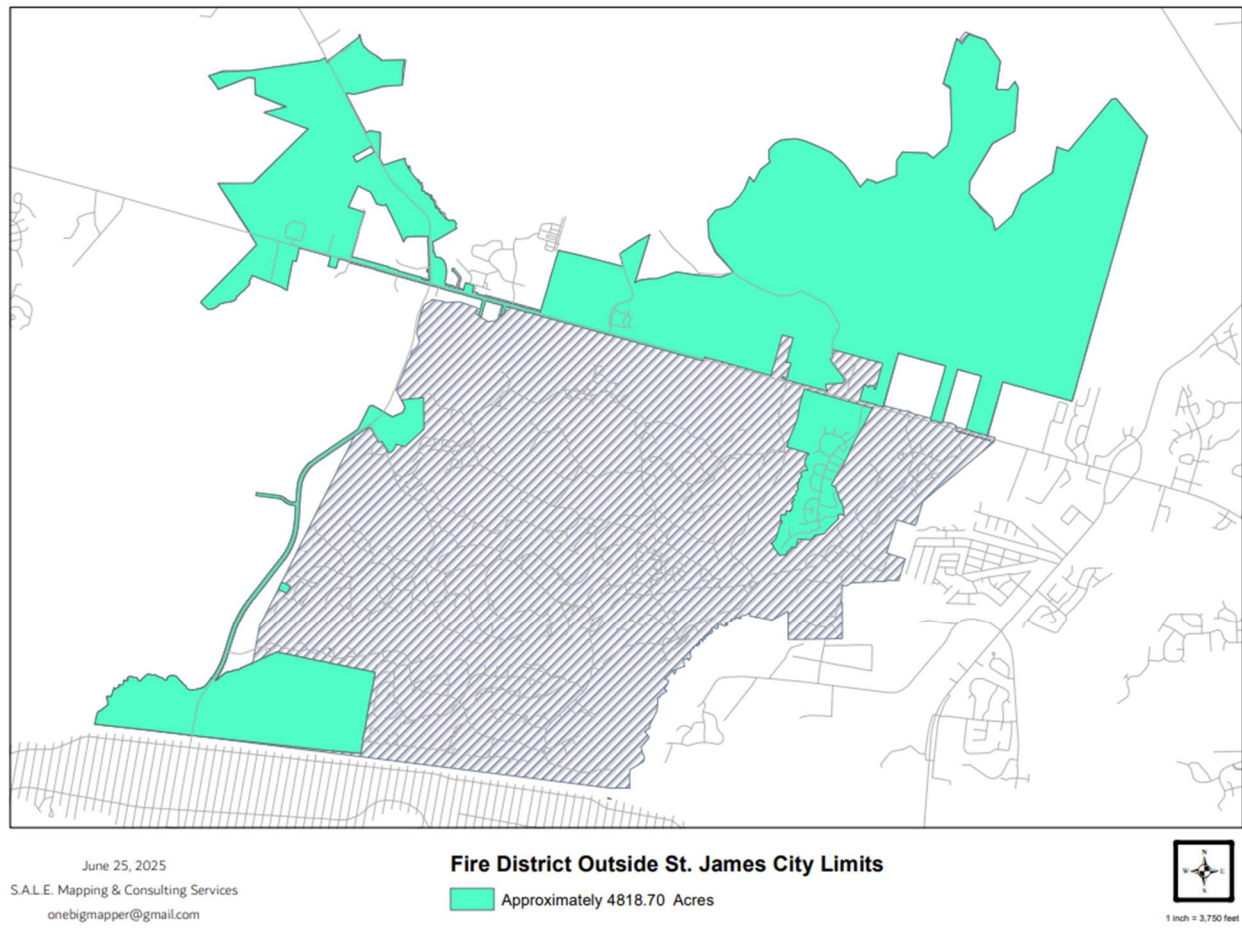 June 25, 2025
S.A.L.E. Mapping & Consulting Services
onebigmapper@gmail.com
Fire District Outside St. James City Limits
Approximately 4818.70 Acres
N
W E
S
1 inch = 3,750 feet